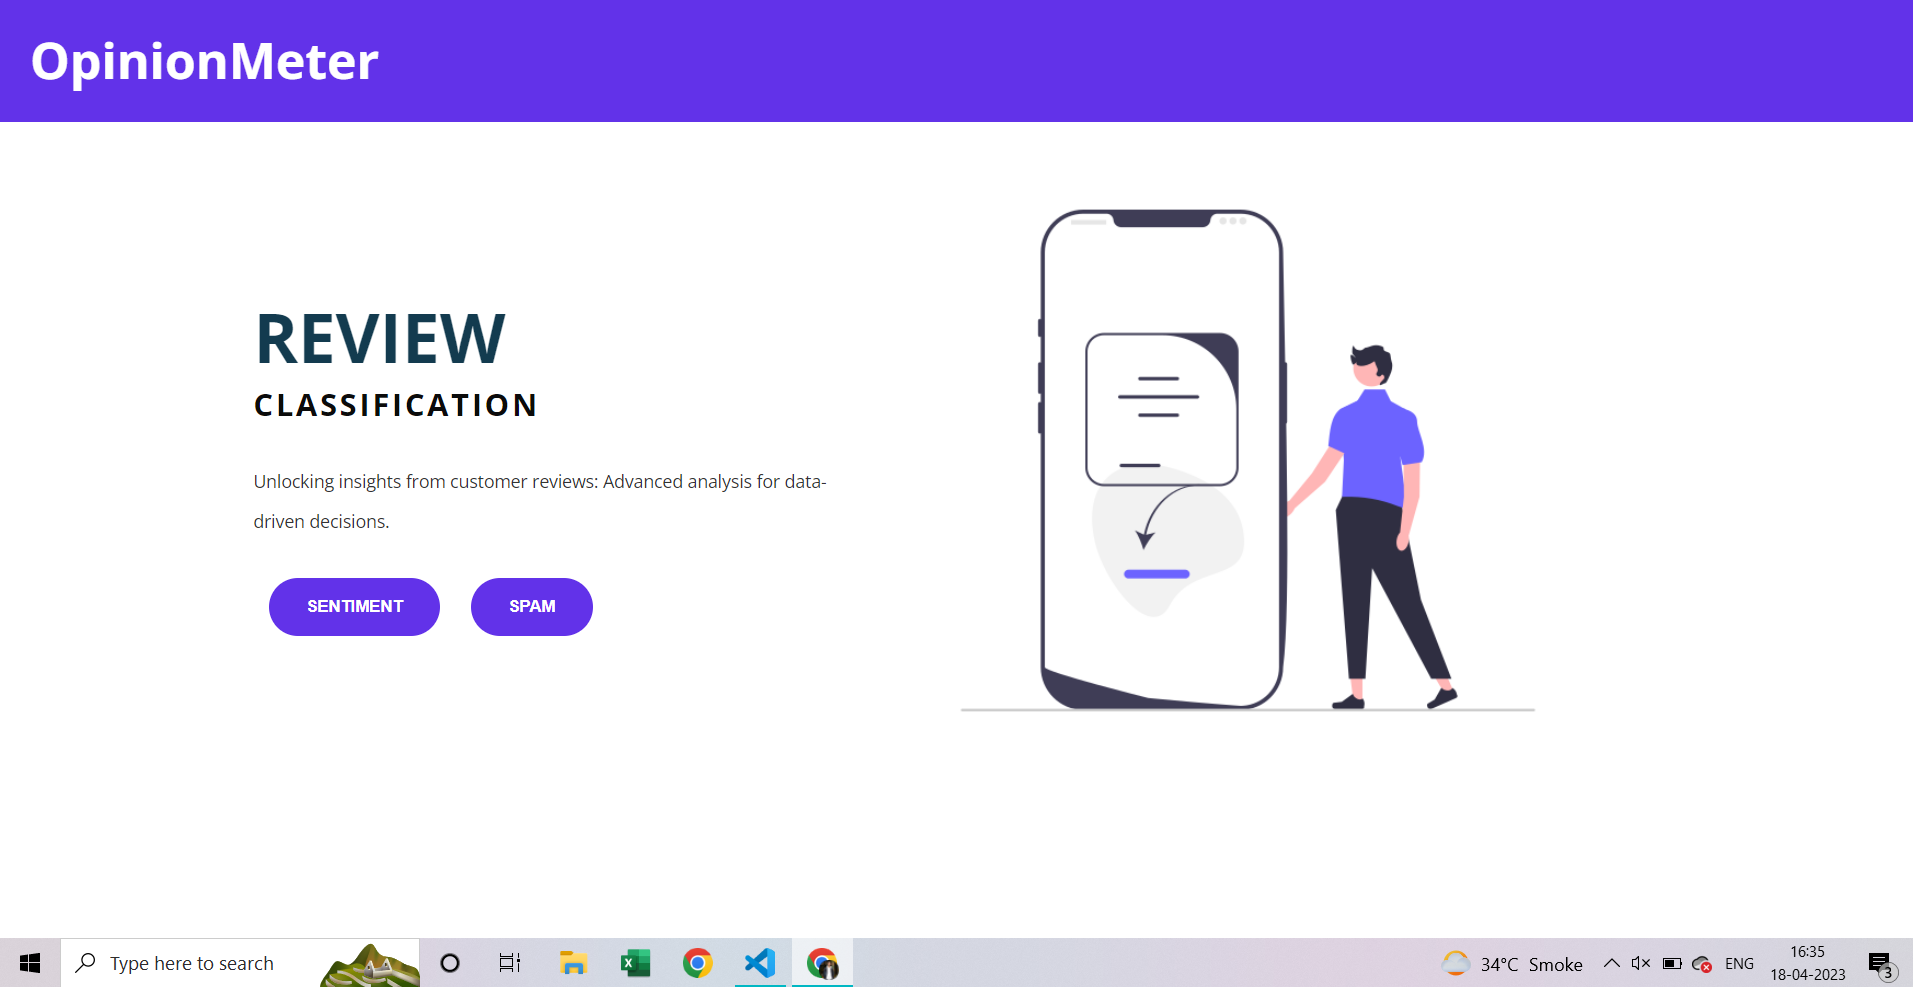 OpinionMeter
REVIEW
CLASSIFICATION
Unlocking insights from customer reviews: Advanced analysis for data-
driven decisions.
SENTIMENT
SPAM
Type here to search
34°C Smoke
ENG
16:35
18-04-2023
3